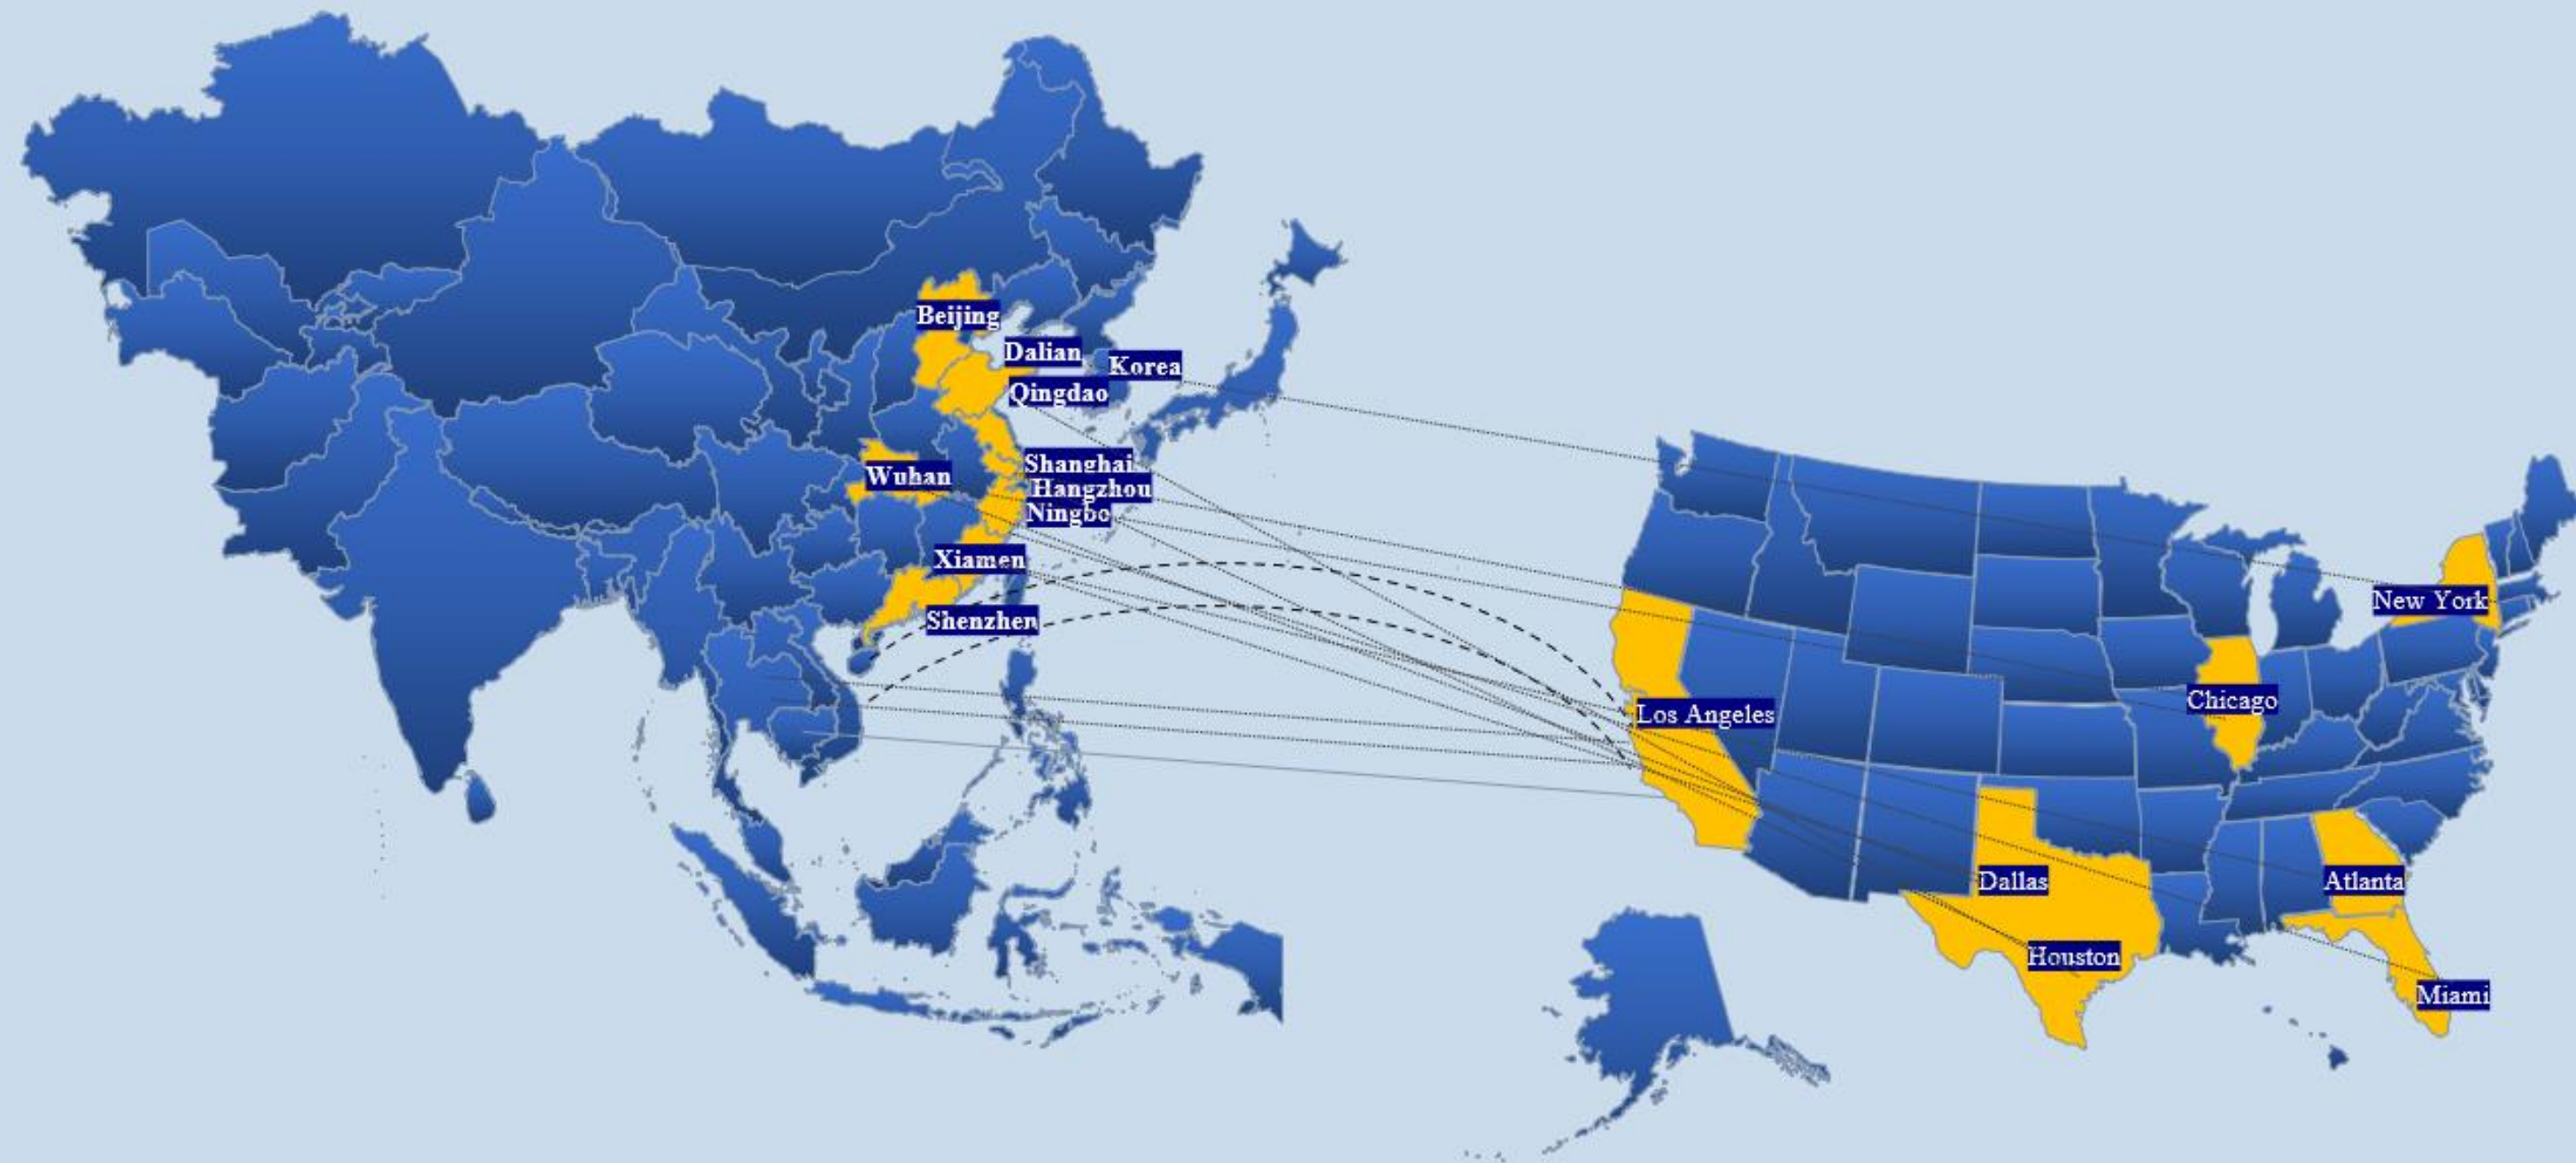 Beijing
Dalian
Korea
Qingdao
Shanghai
Wuhan
Hangzhou
Ningbo
Xiamen
Shenzhen
New York
Chicago
Los Angeles
Dallas
Atlanta
Houston
Miami